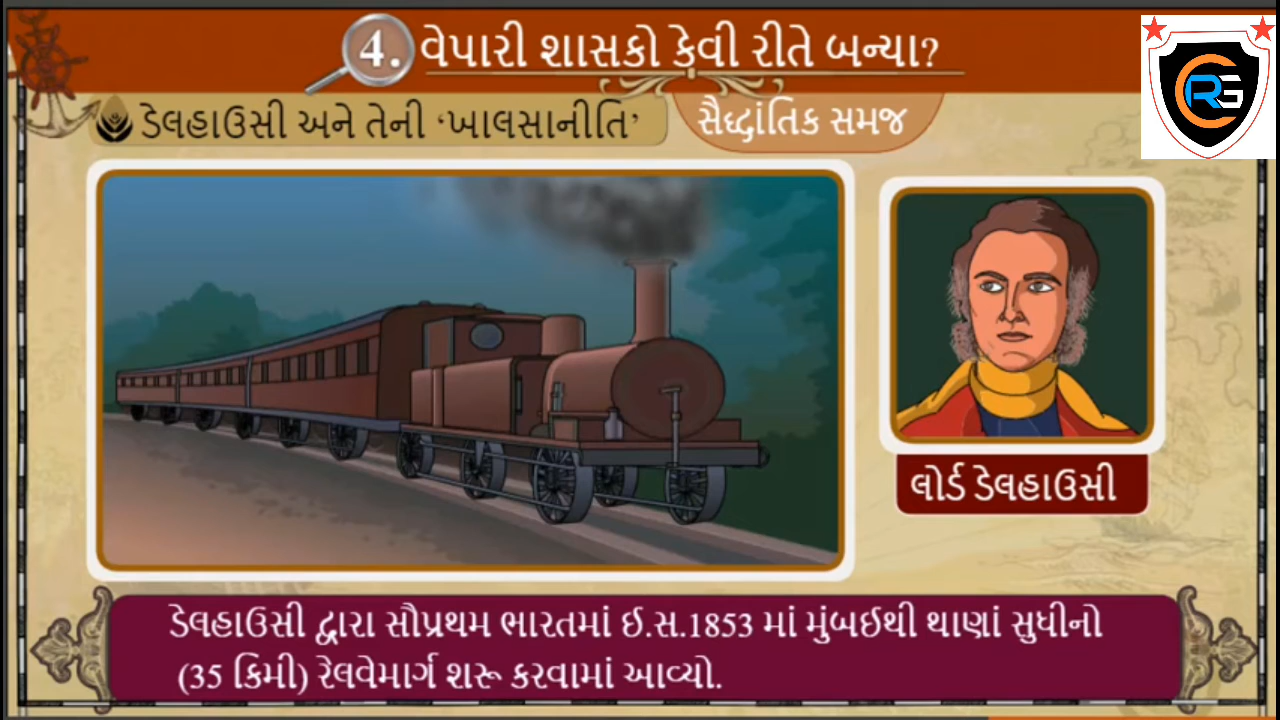 4. વેપારી શાસકો કેવી રીતે બન્યા?
ડેલહાઉસી અને તેની ‘ખાલસાનીતિ’
સૈદ્ધાંતિક સમજ
CRG
લોર્ડ ડેલહાઉસી
ડેલહાઉસી દ્વારા સૌપ્રથમ ભારતમાં ઈ.સ.1853 માં મુંબઈથી થાણાં સુધીનો
(35 કિમી) રેલવેમાર્ગ શરૂ કરવામાં આવ્યો.